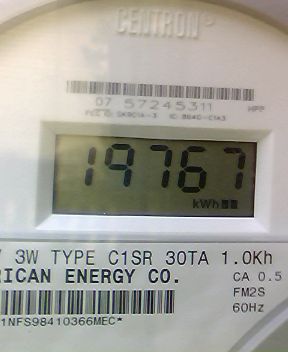 CENTRON®
07 57245311
19767
kWh
3W TYPE C1SR 30TA 1.0Kh
RICAN ENERGY CO.
CA 0.5
FM2S
60Hz
1NFS98410366MEC*